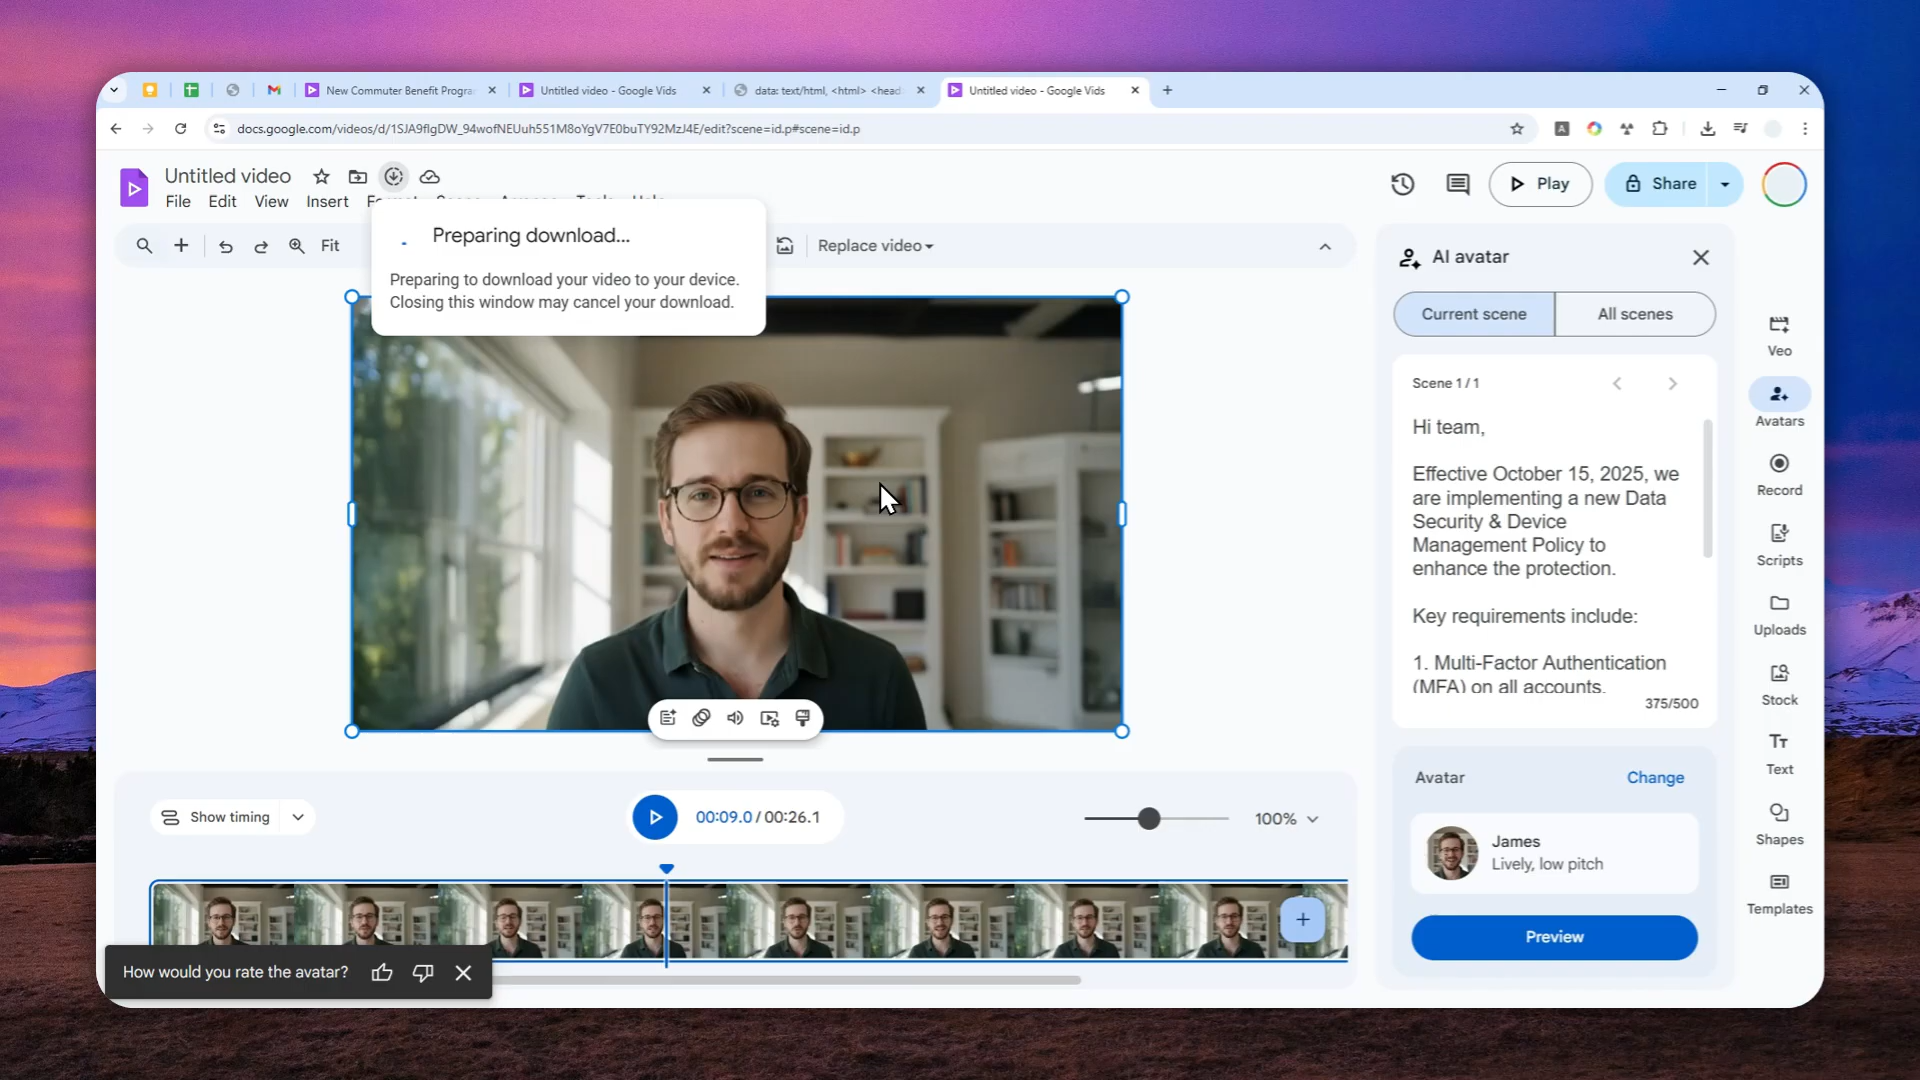 New Commuter Benefit Progra
Untitled video - Google Vids
data: text/html, <html> <head
Untitled video - Google Vids
docs.google.com/videos/d/1SJA9flgDW_94wofNEUuh551M8oYgV7E0buTY92MzJ4E/edit?scene=id.p#scene=id.p
Untitled video
File Edit View Insert
Play
Share
Fit
Replace video
Preparing download...
Preparing to download your video to your device.
Closing this window may cancel your download.
AI avatar
Current scene
All scenes
Scene 1 / 1
Hi team,
Effective October 15, 2025, we
are implementing a new Data
Security & Device
Management Policy to
enhance the protection.
Key requirements include:
1. Multi-Factor Authentication
(MFA) on all accounts.
375/500
Avatar
Change
James
Lively, low pitch
Preview
Veo
Avatars
Record
Scripts
Uploads
Stock
Text
Shapes
Templates
Show timing
00:09.0 / 00:26.1
100%
How would you rate the avatar?